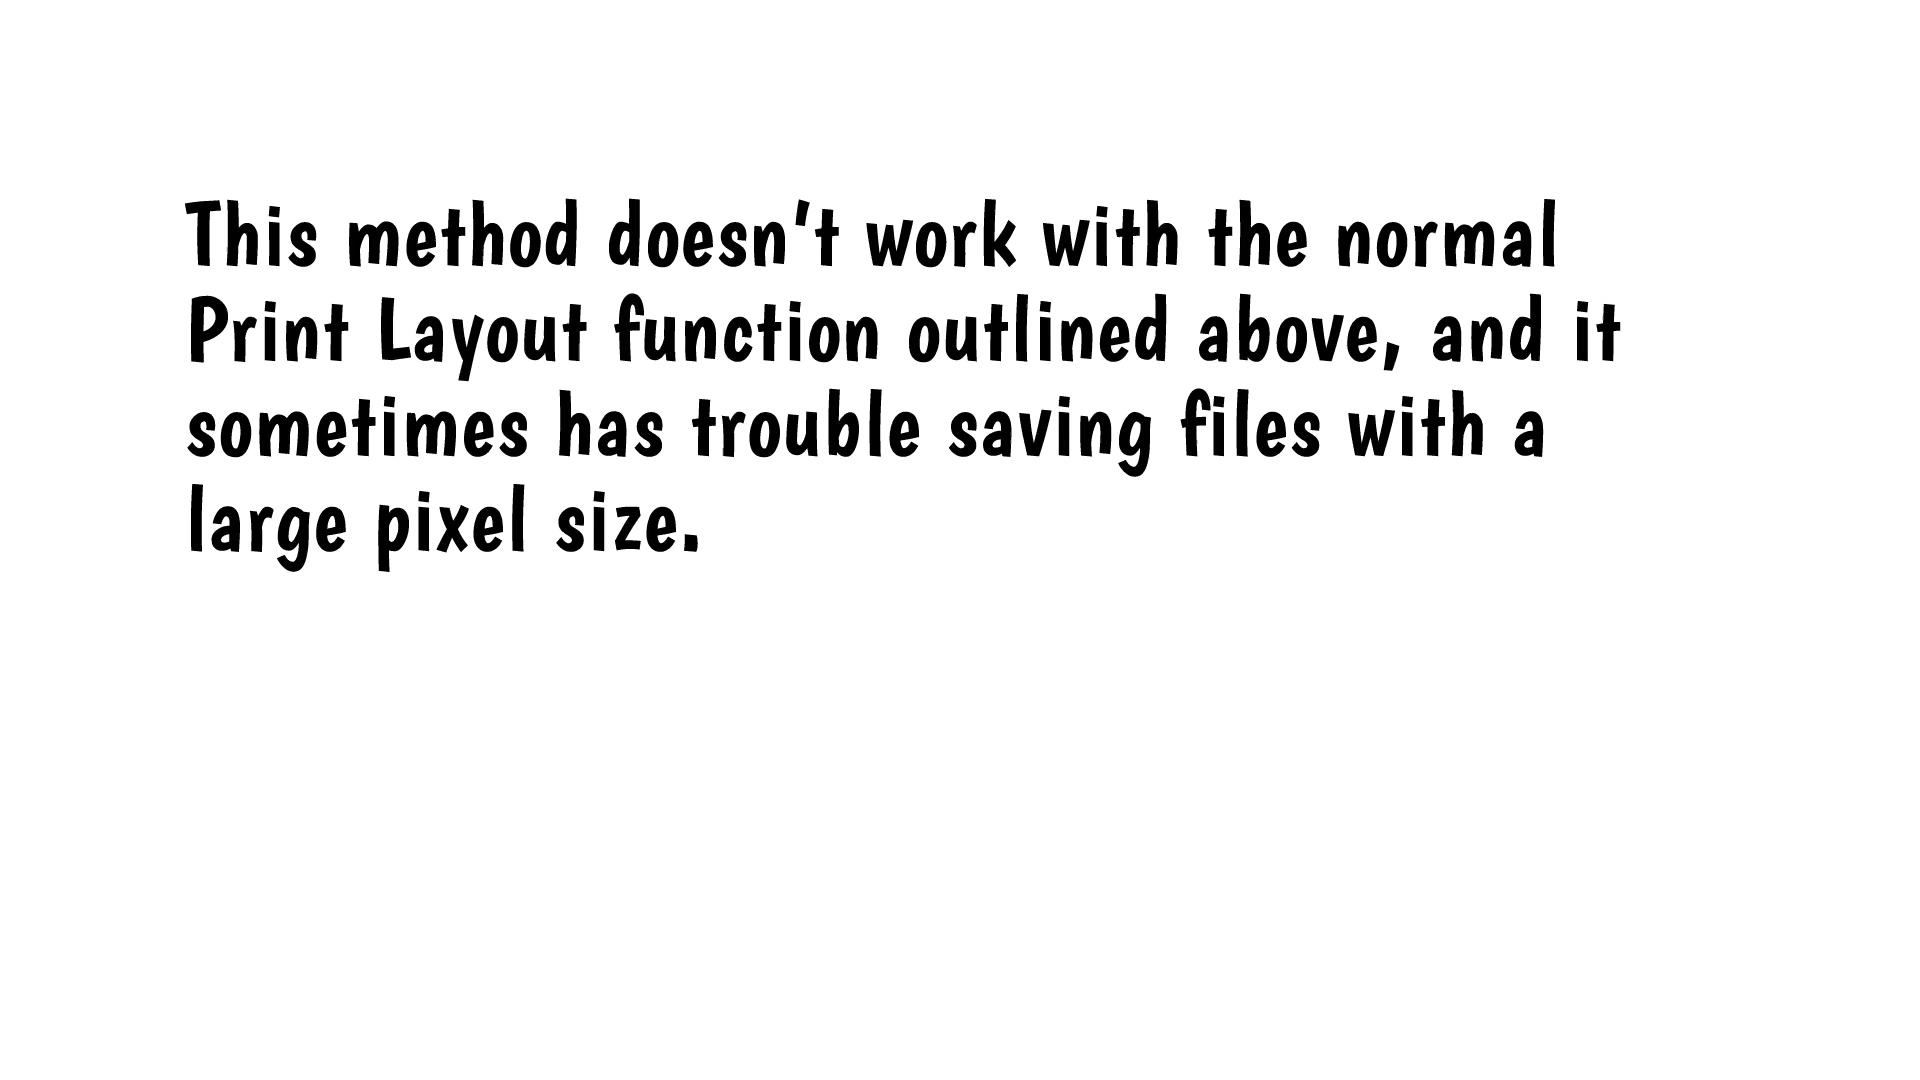 This method doesn't work with the normal
Print Layout function outlined above, and it
sometimes has trouble saving files with a
large pixel size.